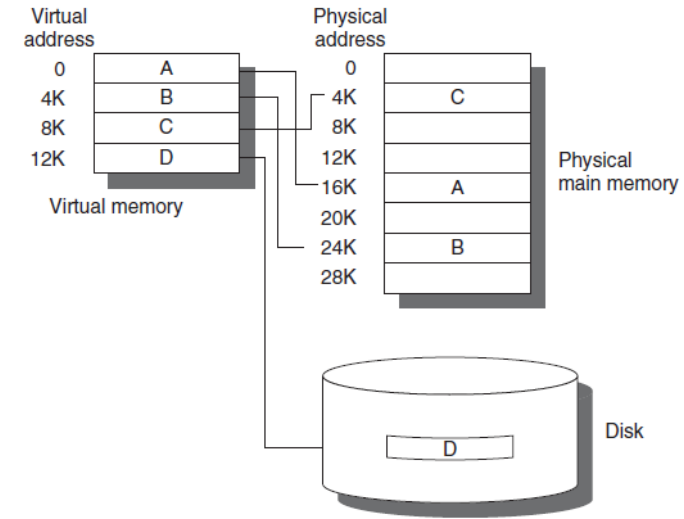 Virtual
address
0
4K
8K
12K
A
B
C
D
Virtual memory
Physical
address
0
4K
8K
12K
16K
20K
24K
28K
C
A
B
Physical
main memory
D
Disk